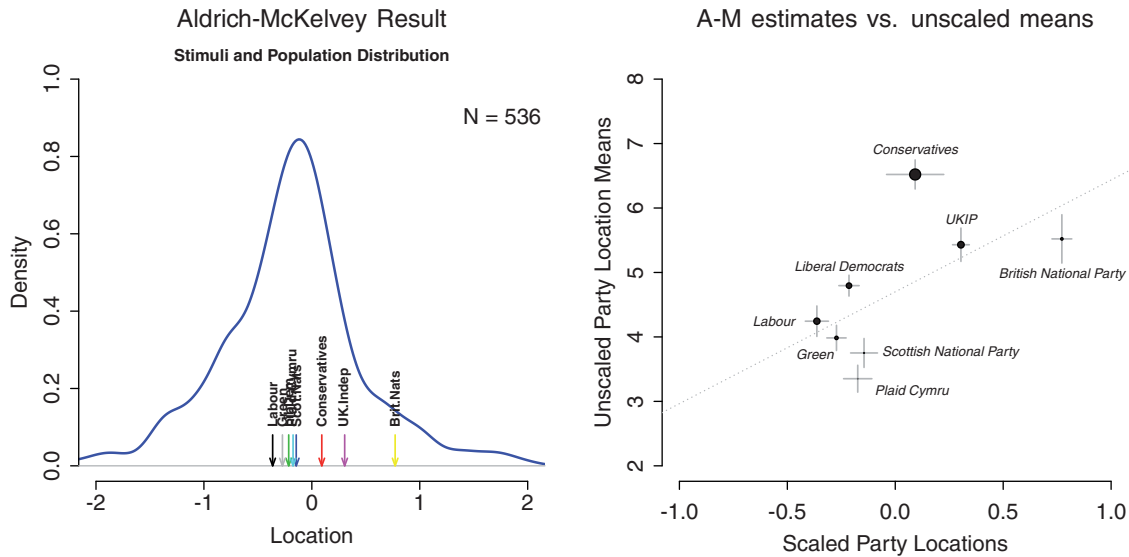 Aldrich-McKelvey Result
Stimuli and Population Distribution
N = 536
Density
0.0
0.2
0.4
0.6
0.8
1.0
Labour
Green
Scot.Nats
Conservatives
UK.Indep
Brit.Nats
-2
-1
0
1
2
Location
A-M estimates vs. unscaled means
Unscaled Party Location Means
8
7
6
5
4
3
2
Conservatives
UKIP
British National Party
Liberal Democrats
Labour
Green
Scottish National Party
Plaid Cymru
-1.0
-0.5
0.0
0.5
1.0
Scaled Party Locations